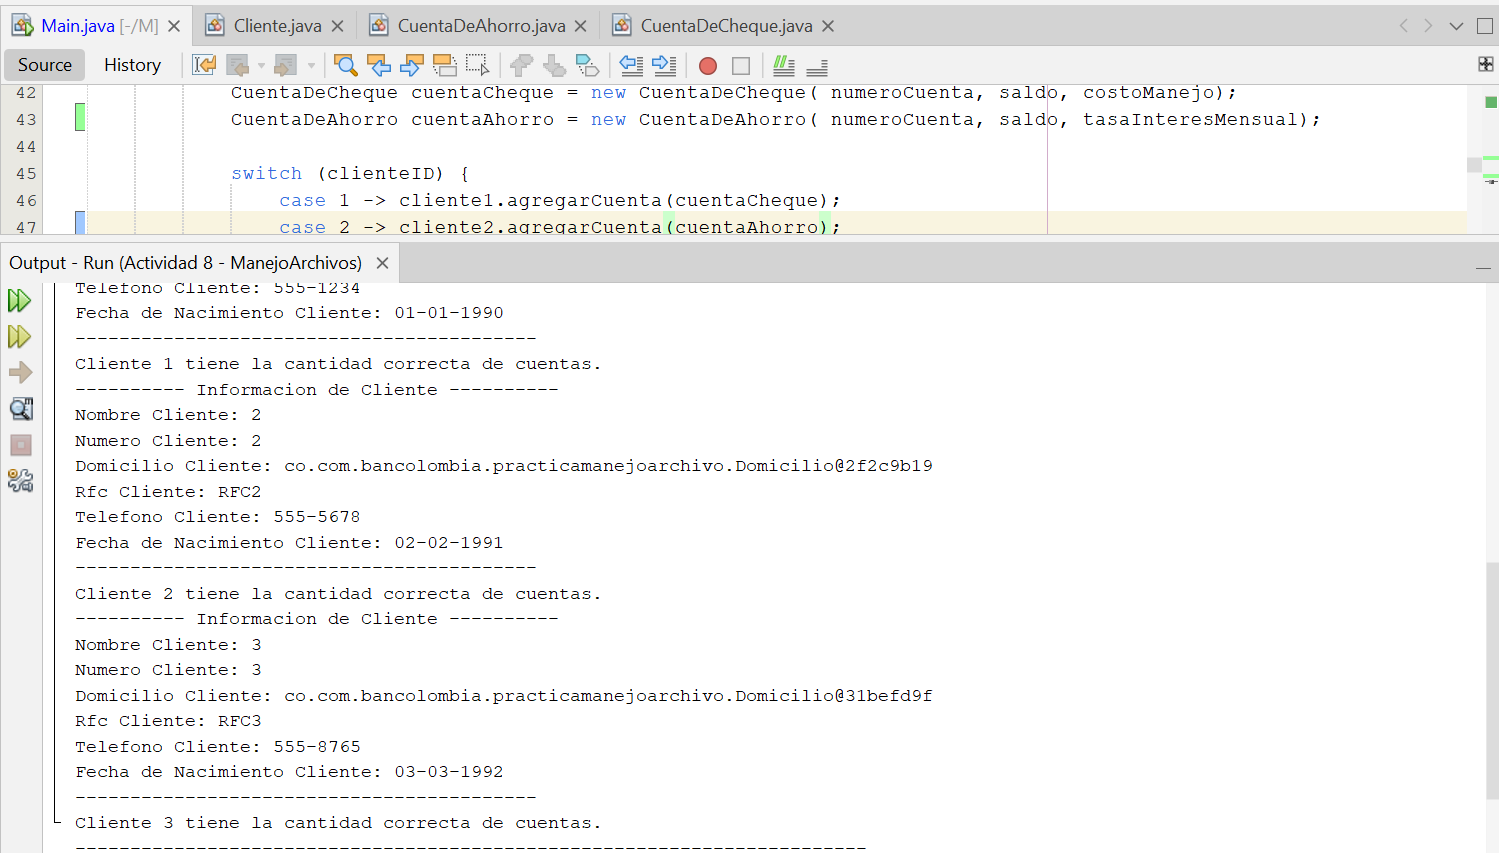 Main.java [-/M]
Cliente.java
CuentaDeAhorro.java
CuentaDeCheque.java
Source
History
42 CuentaDeCheque cuentaCheque = new CuentaDeCheque( numeroCuenta, saldo, costoManejo);
43 CuentaDeAhorro cuentaAhorro = new CuentaDeAhorro( numeroCuenta, saldo, tasaInteresMensual);
44
45 switch (clienteID) {
46 case 1 -> cliente1.agregarCuenta(cuentaCheque);
47 case 2 -> cliente2.agregarCuenta(cuentaAhorro);
Output - Run (Actividad 8 - ManejoArchivos)
Telefono Cliente: 555-1234
Fecha de Nacimiento Cliente: 01-01-1990
------------------------------------------
Cliente 1 tiene la cantidad correcta de cuentas.
---------- Informacion de Cliente ----------
Nombre Cliente: 2
Numero Cliente: 2
Domicilio Cliente: co.com.bancolombia.practicamanejoarchivo.Domicilio@2f2c9b19
Rfc Cliente: RFC2
Telefono Cliente: 555-5678
Fecha de Nacimiento Cliente: 02-02-1991
------------------------------------------
Cliente 2 tiene la cantidad correcta de cuentas.
---------- Informacion de Cliente ----------
Nombre Cliente: 3
Numero Cliente: 3
Domicilio Cliente: co.com.bancolombia.practicamanejoarchivo.Domicilio@31befd9f
Rfc Cliente: RFC3
Telefono Cliente: 555-8765
Fecha de Nacimiento Cliente: 03-03-1992
------------------------------------------
Cliente 3 tiene la cantidad correcta de cuentas.
------------------------------------------------------------------------